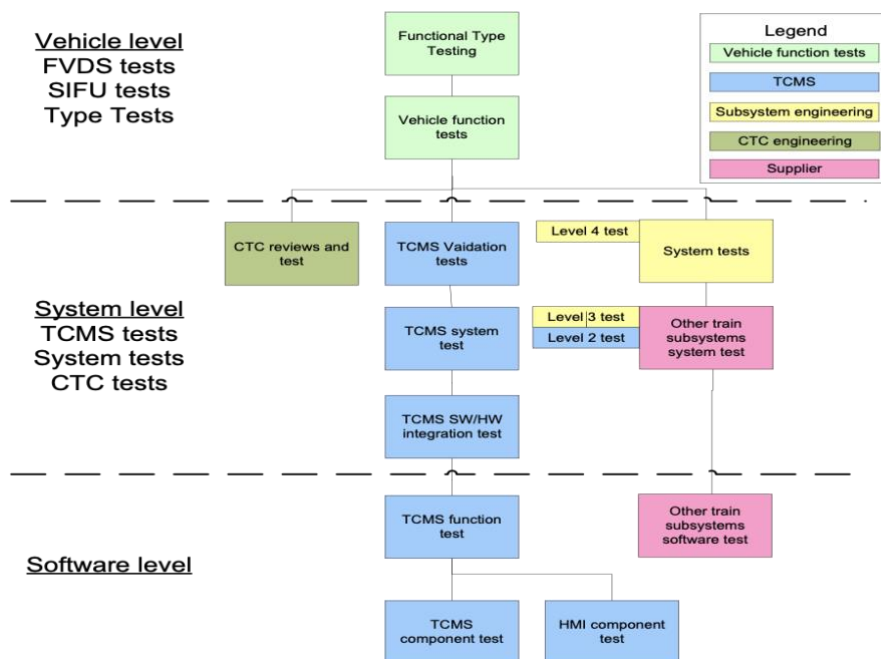 Vehicle level
FVDS tests
SIFU tests
Type Tests
Functional Type
Testing
Vehicle function
tests
Legend
Vehicle function tests
TCMS
Subsystem engineering
CTC engineering
Supplier
System level
TCMS tests
System tests
CTC tests
CTC reviews and
test
TCMS Vaidation
tests
Level 4 test
System tests
TCMS system
test
Level 3 test
Level 2 test
Other train
subsystems
system test
TCMS SW/HW
integration test
Software level
TCMS function
test
Other train
subsystems
software test
TCMS
component test
HMI component
test